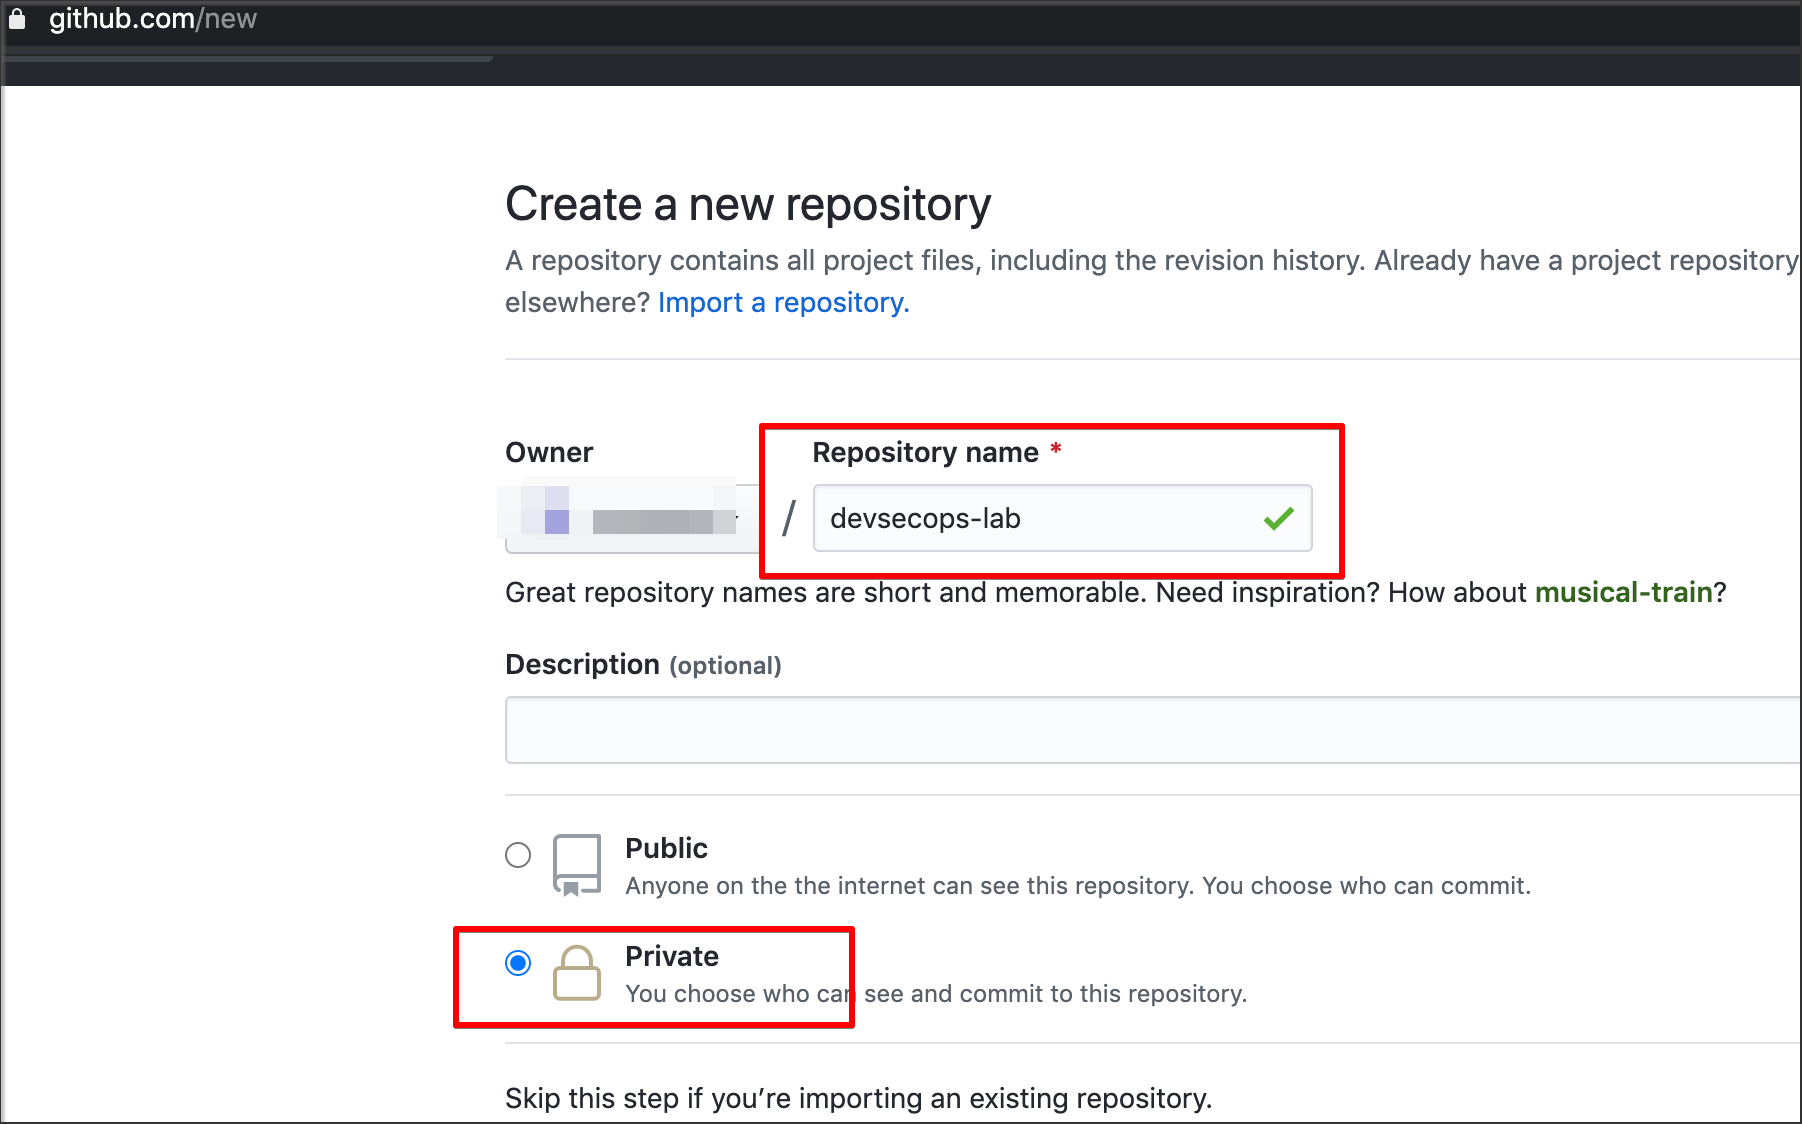 github.com/new
Create a new repository
A repository contains all project files, including the revision history. Already have a project repository
elsewhere? Import a repository.
Owner
Repository name *
/
devsecops-lab
Great repository names are short and memorable. Need inspiration? How about musical-train?
Description (optional)
Public
Anyone on the the internet can see this repository. You choose who can commit.
Private
You choose who can see and commit to this repository.
Skip this step if you’re importing an existing repository.